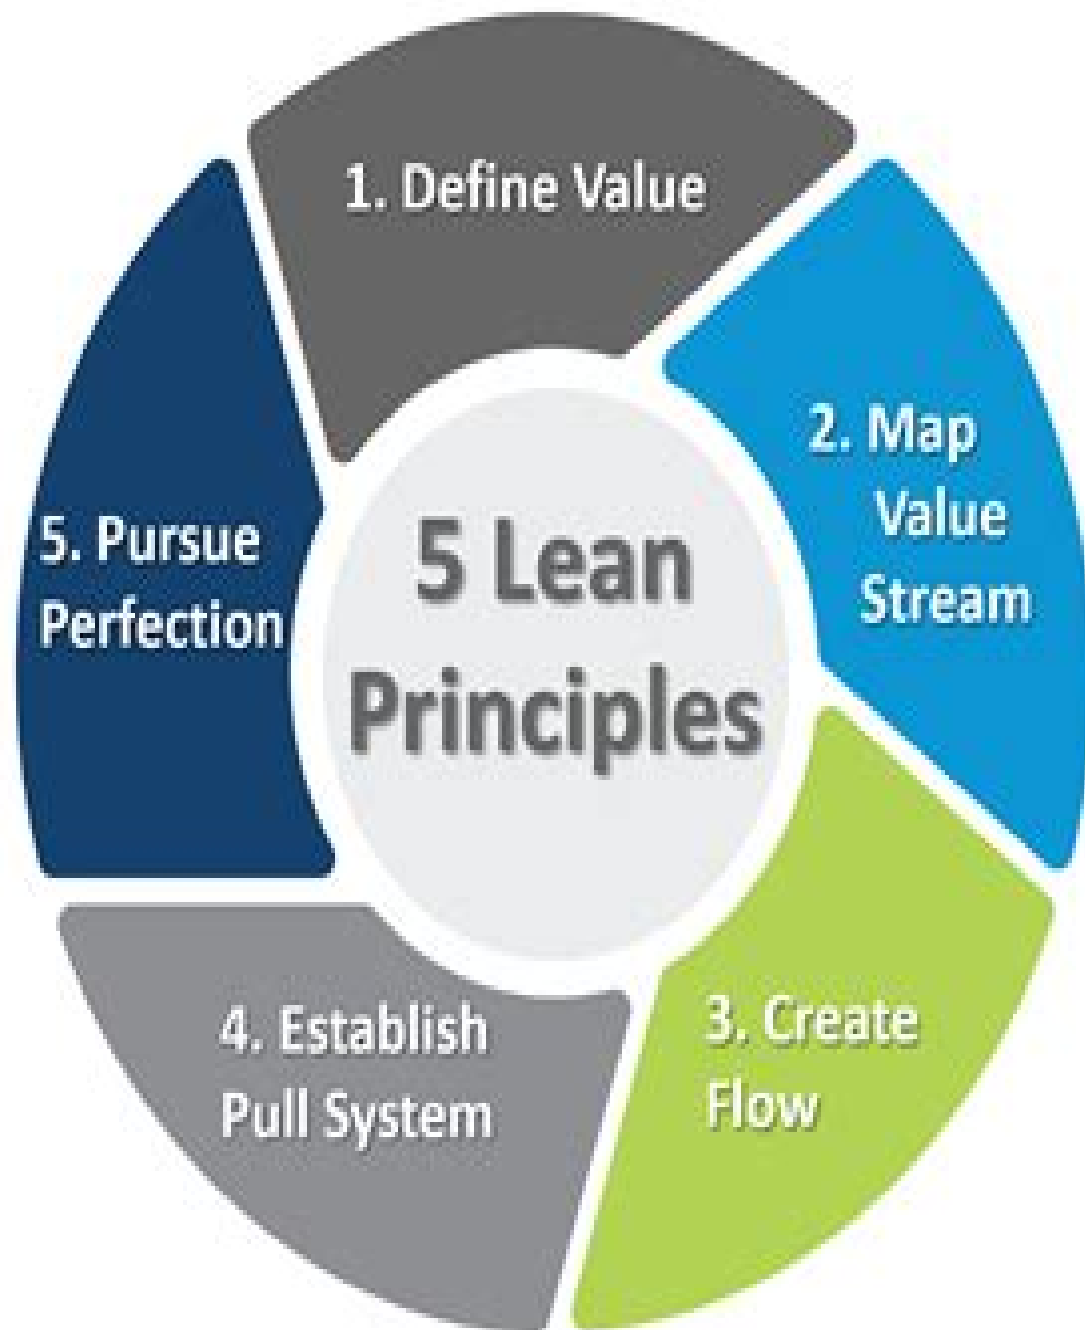 5 Lean
Principles
1. Define Value
2. Map
Value
Stream
3. Create
Flow
4. Establish
Pull System
5. Pursue
Perfection